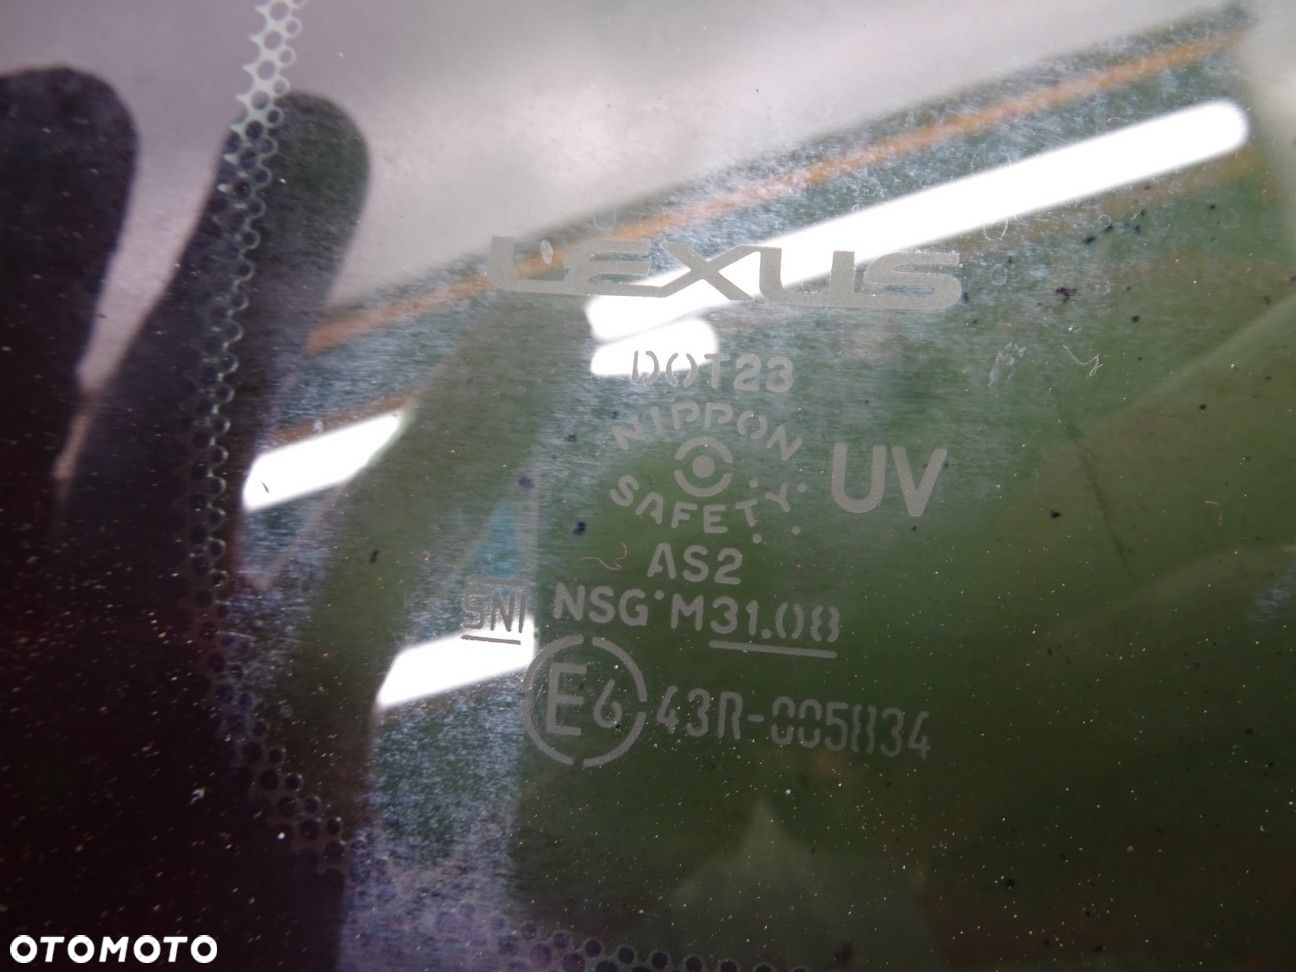 LEXUS
DOT23
NIPPON
SAFETY
UV
AS2
SNI NSG M31.08
E6 43R-005834
OTOMOTO